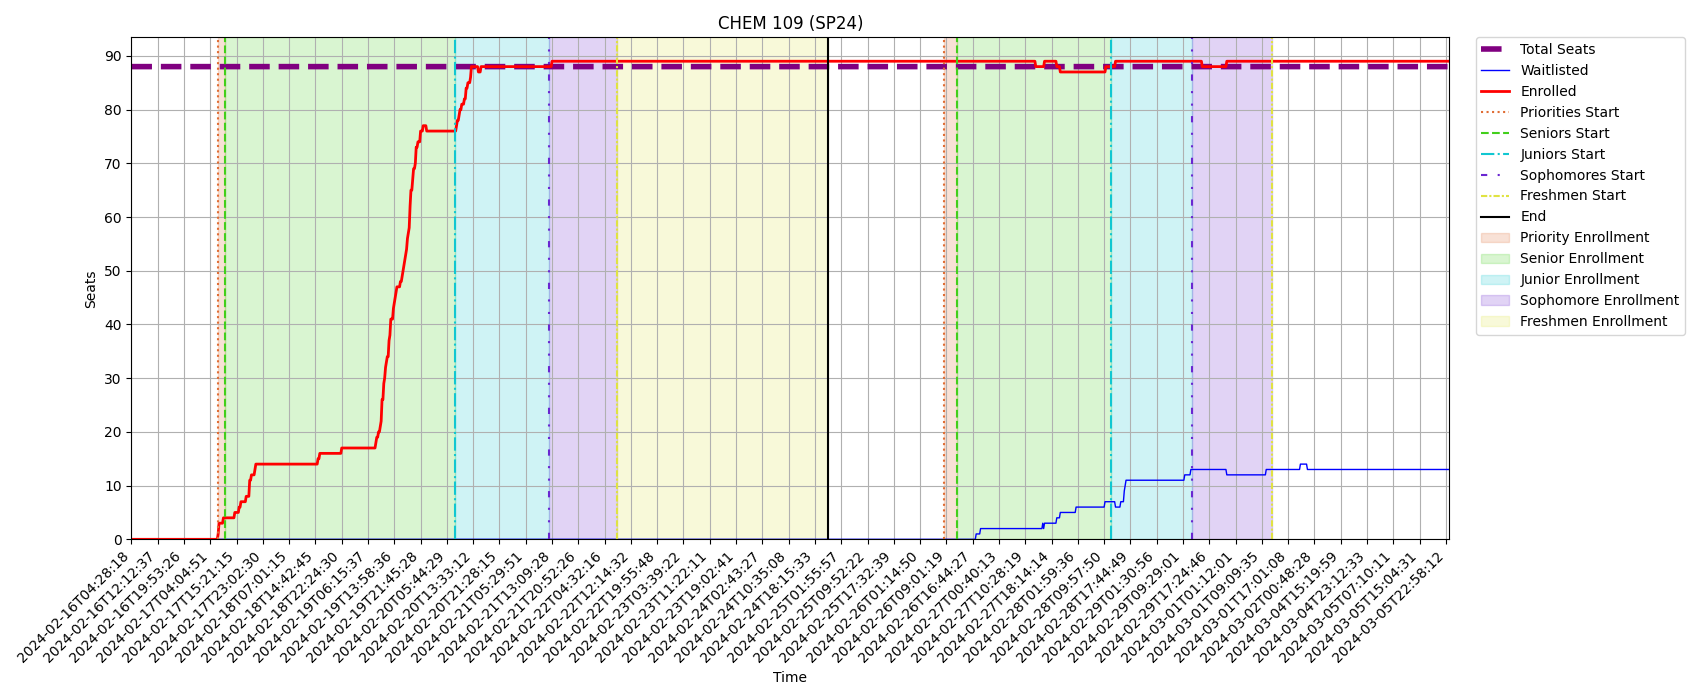 CHEM 109 (SP24)
Seats
90
80
70
60
50
40
30
20
10
0
2024-02-16T04:28:18
2024-02-16T12:12:37
2024-02-16T19:53:26
2024-02-17T04:04:51
2024-02-17T15:21:15
2024-02-17T23:02:30
2024-02-18T07:01:15
2024-02-18T14:42:45
2024-02-18T22:24:30
2024-02-19T06:15:37
2024-02-19T13:58:36
2024-02-19T21:45:28
2024-02-20T05:44:29
2024-02-20T13:33:12
2024-02-20T21:28:15
2024-02-21T05:29:51
2024-02-21T13:09:28
2024-02-21T20:52:26
2024-02-22T04:32:16
2024-02-22T12:14:32
2024-02-22T19:55:48
2024-02-23T03:39:22
2024-02-23T11:22:11
2024-02-23T19:02:41
2024-02-24T02:43:27
2024-02-24T10:35:08
2024-02-24T18:15:33
2024-02-25T01:55:57
2024-02-25T09:52:22
2024-02-25T17:32:39
2024-02-26T01:14:50
2024-02-26T09:01:19
2024-02-26T16:44:27
2024-02-27T00:40:13
2024-02-27T10:28:19
2024-02-27T18:14:14
2024-02-28T01:59:36
2024-02-28T09:57:50
2024-02-28T17:44:49
2024-02-29T01:30:56
2024-02-29T09:29:01
2024-02-29T17:24:46
2024-03-01T01:12:01
2024-03-01T09:09:35
2024-03-01T17:01:08
2024-03-02T00:48:28
2024-03-04T15:19:59
2024-03-04T23:12:33
2024-03-05T07:10:11
2024-03-05T15:04:31
2024-03-05T22:58:12
Time
Total Seats
Waitlisted
Enrolled
Priorities Start
Seniors Start
Juniors Start
Sophomores Start
Freshmen Start
End
Priority Enrollment
Senior Enrollment
Junior Enrollment
Sophomore Enrollment
Freshmen Enrollment